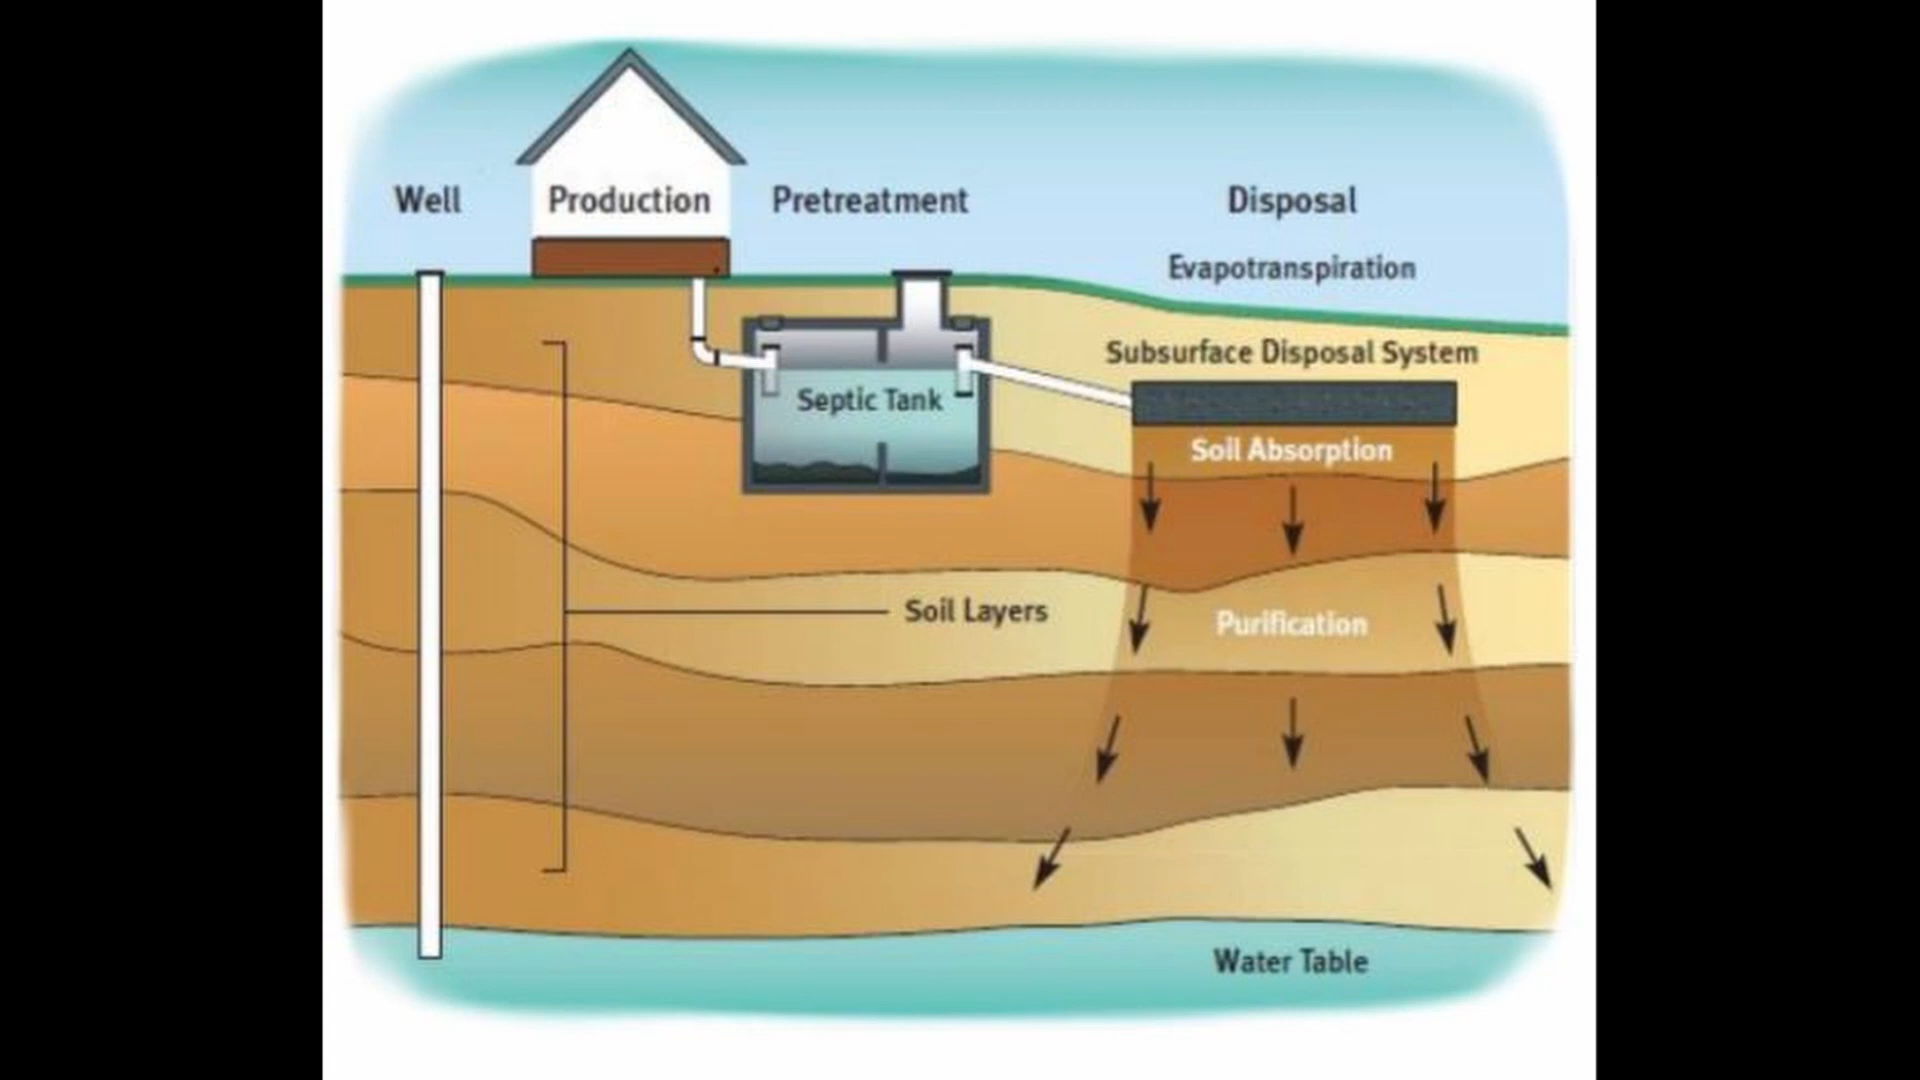 Well
Production
Pretreatment
Disposal
Evapotranspiration
Subsurface Disposal System
Septic Tank
Soil Absorption
Soil Layers
Purification
Water Table